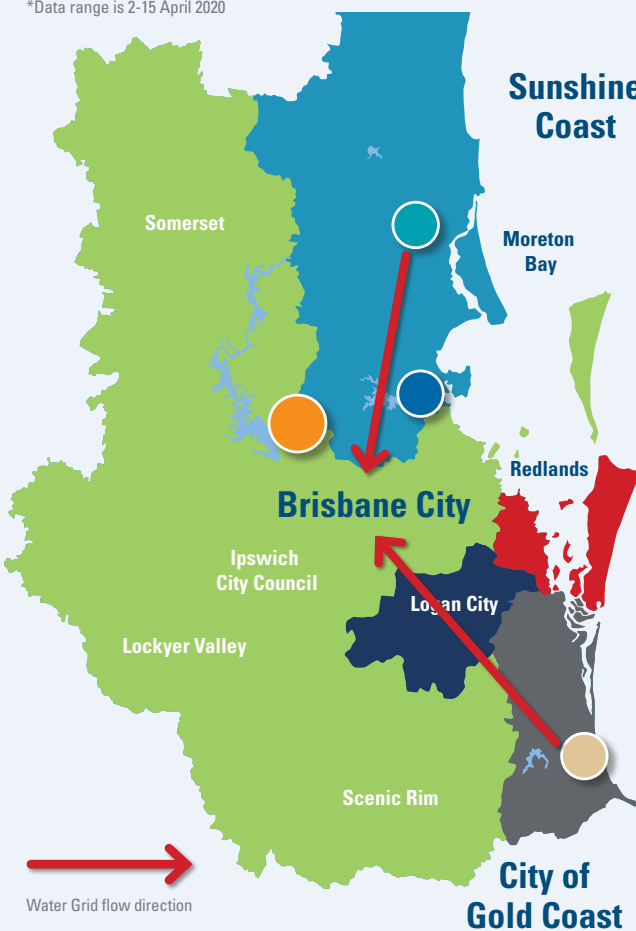 *Data range is 2-15 April 2020
Sunshine
Coast
Somerset
Moreton
Bay
Redlands
Brisbane City
Ipswich
City Council
Logan City
Lockyer Valley
Scenic Rim
City of
Gold Coast
Water Grid flow direction